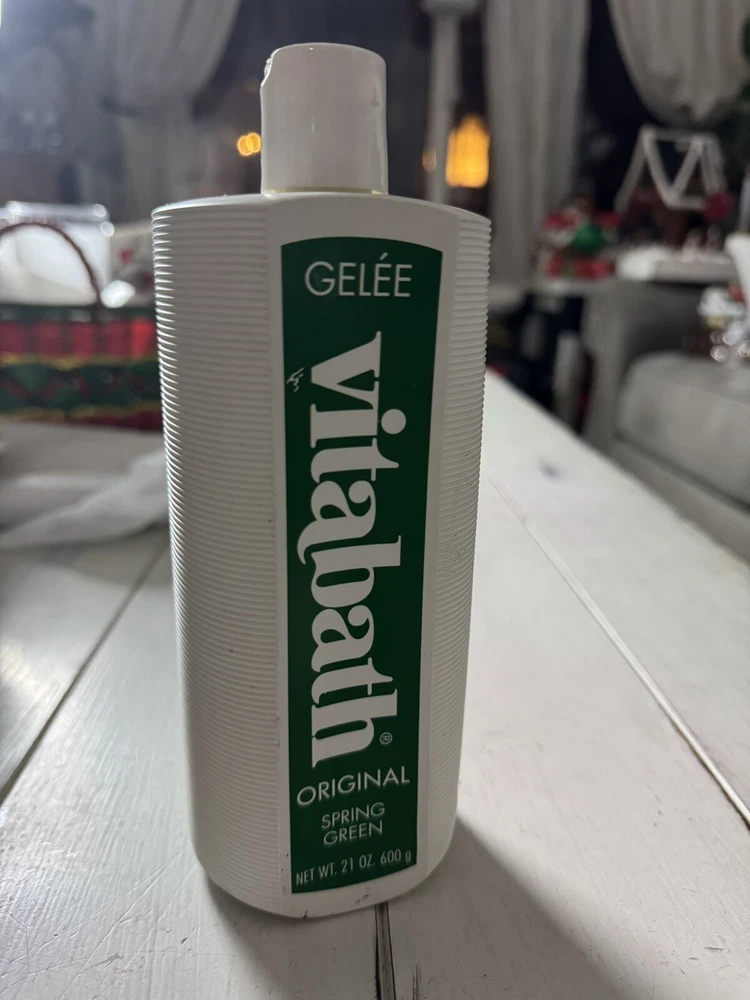 GELÉE
vitabath®
ORIGINAL
SPRING
GREEN
NET WT. 21 OZ. 600 g